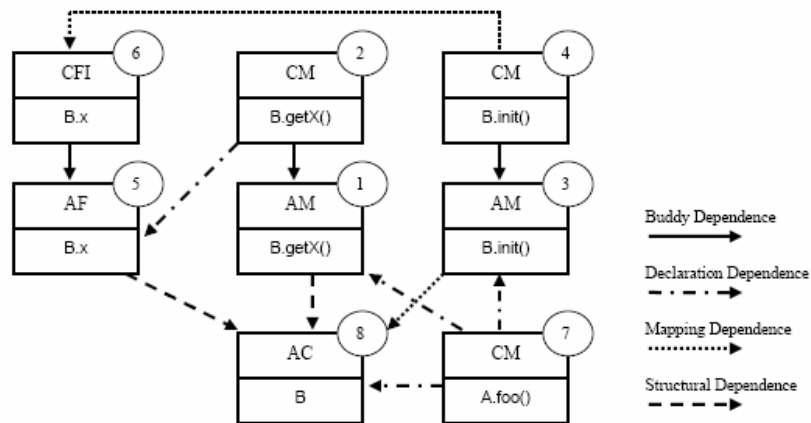 6
CFI
B.x
2
CM
B.getX()
4
CM
B.init()
5
AF
B.x
1
AM
B.getX()
3
AM
B.init()
8
AC
B
7
CM
A.foo()
Buddy Dependence
Declaration Dependence
Mapping Dependence
Structural Dependence